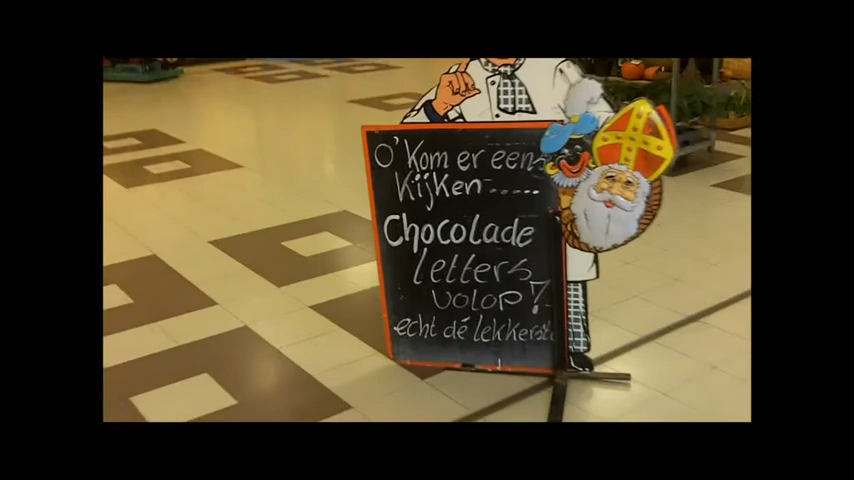 O' Kom er eens
Kijken.....
Chocolade
letters
volop!
echt dé lekkerste